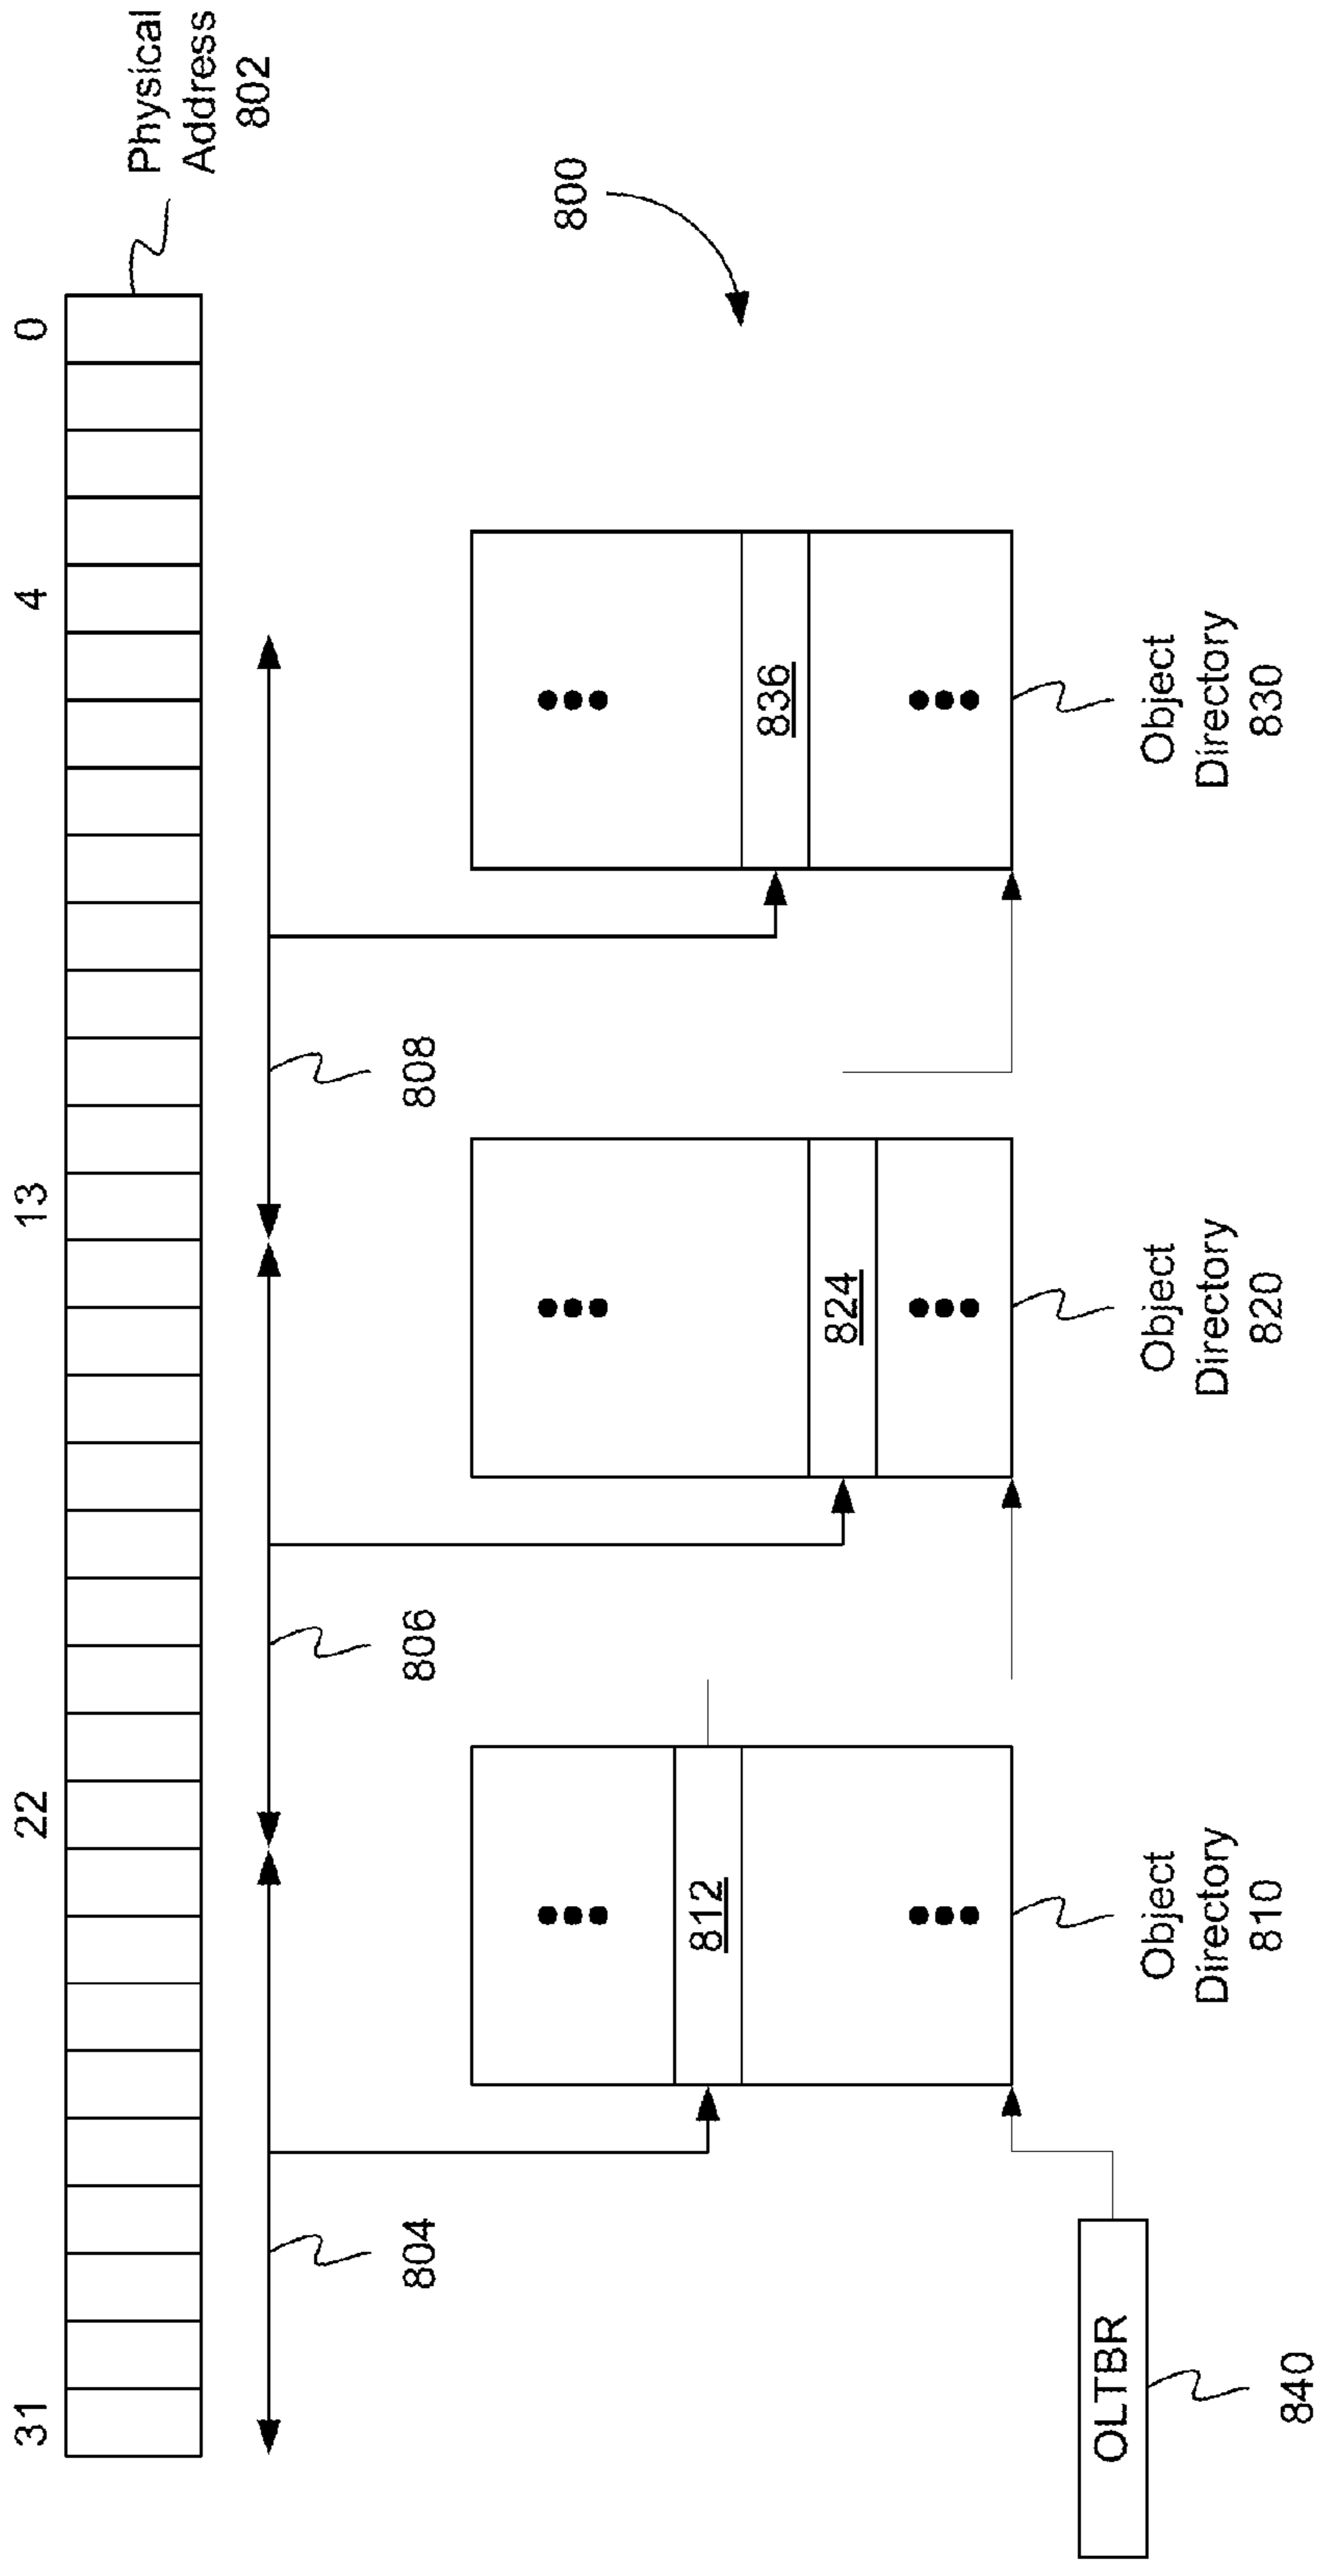 31
22
13
4
0
Physical
Address
802
804
806
808
800
812
824
836
Object
Directory
810
Object
Directory
820
Object
Directory
830
OLTBR
840